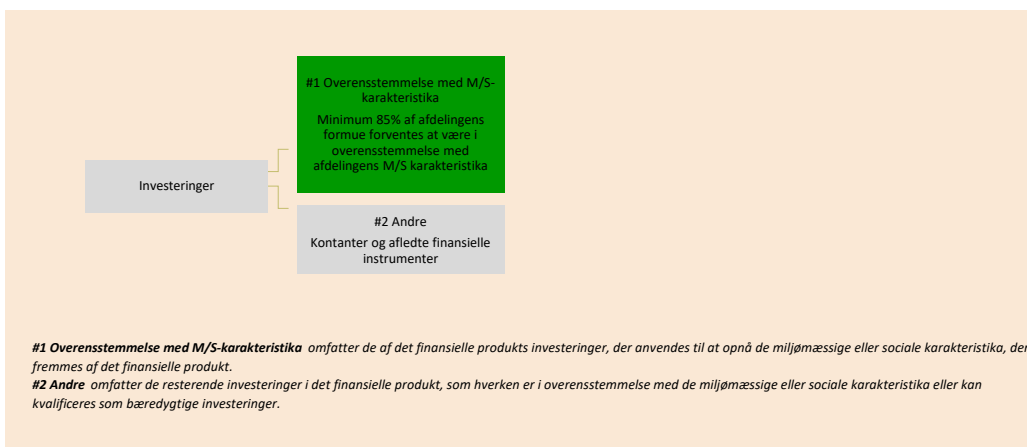 #1 Overensstemmelse med M/S-
karakteristika
Minimum 85% af afdelingens
formue forventes at være i
overensstemmelse med
afdelingens M/S karakteristika
Investeringer
#2 Andre
Kontanter og afledte finansielle
instrumenter
#1 Overensstemmelse med M/S-karakteristika omfatter de af det finansielle produkts investeringer, der anvendes til at opnå de miljømæssige eller sociale karakteristika, der
fremmes af det finansielle produkt.
#2 Andre omfatter de resterende investeringer i det finansielle produkt, som hverken er i overensstemmelse med de miljømæssige eller sociale karakteristika eller kan
kvalificeres som bæredygtige investeringer.